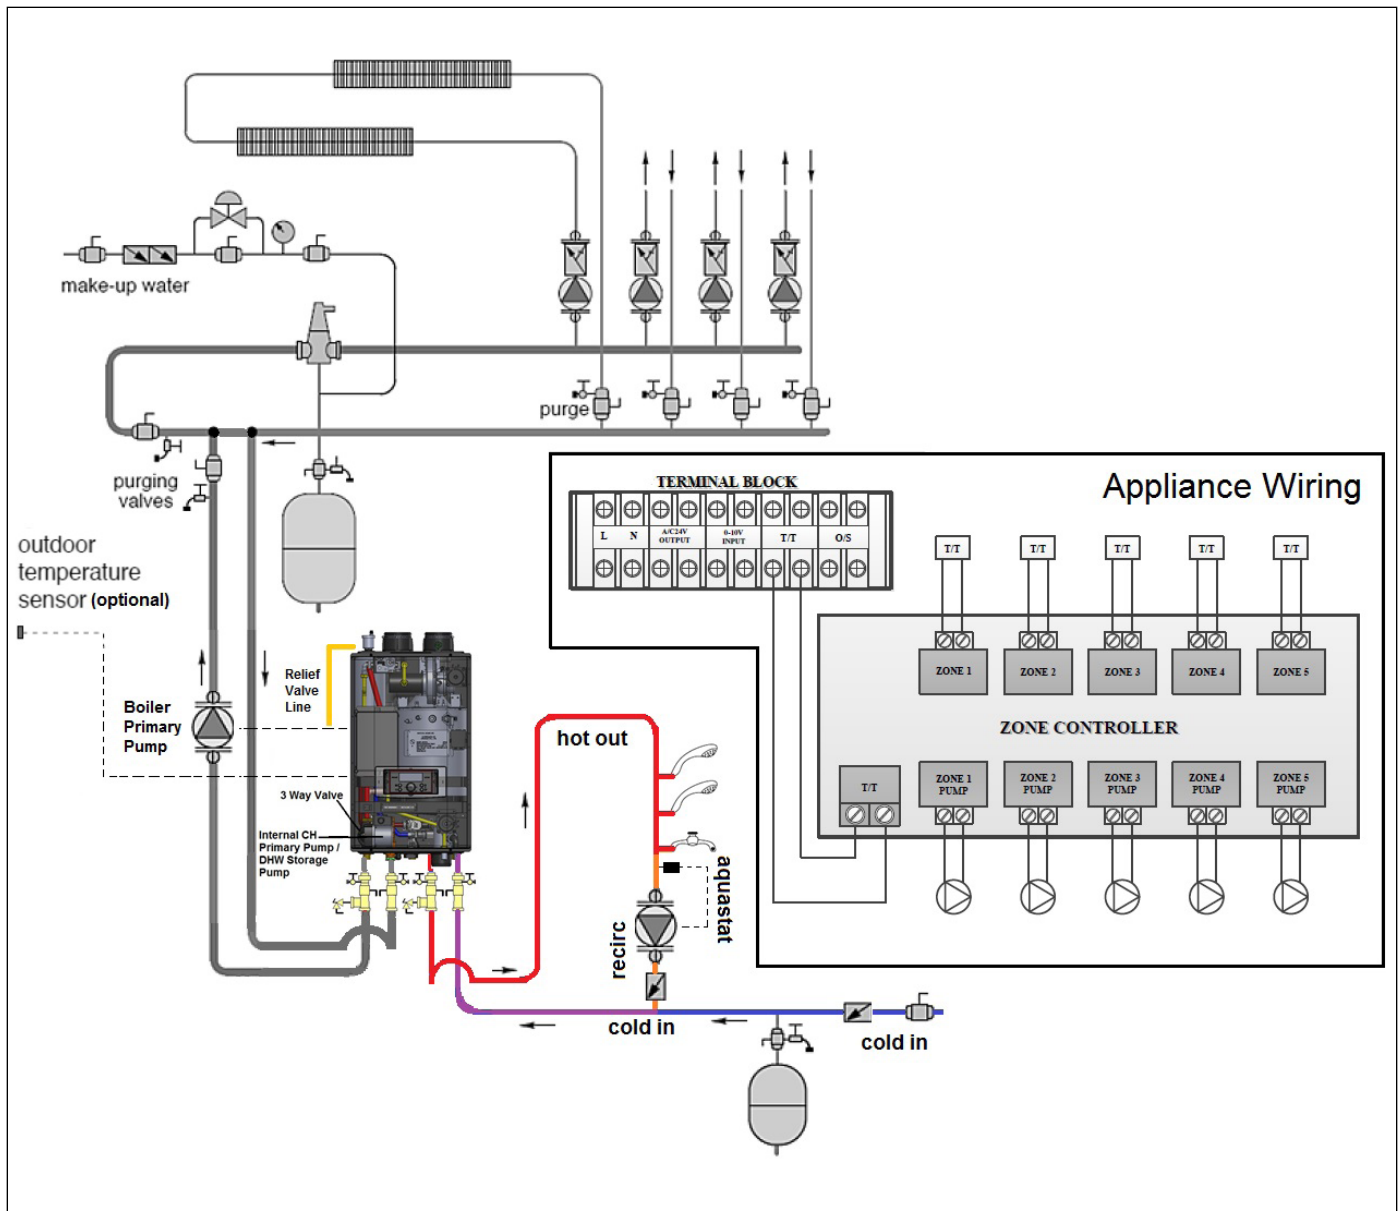 make-up water
purge
purging
valves
outdoor
temperature
sensor (optional)
Relief
Valve
Line
Boiler
Primary
Pump
3 Way Valve
Internal CH
Primary Pump /
DHW Storage
Pump
hot out
aquastat
recirc
cold in
cold in
Appliance Wiring
TERMINAL BLOCK
L N A/C24V OUTPUT 0-10V INPUT T/T O/S
T/T T/T T/T T/T T/T
ZONE 1 ZONE 2 ZONE 3 ZONE 4 ZONE 5
ZONE CONTROLLER
T/T
ZONE 1 PUMP ZONE 2 PUMP ZONE 3 PUMP ZONE 4 PUMP ZONE 5 PUMP